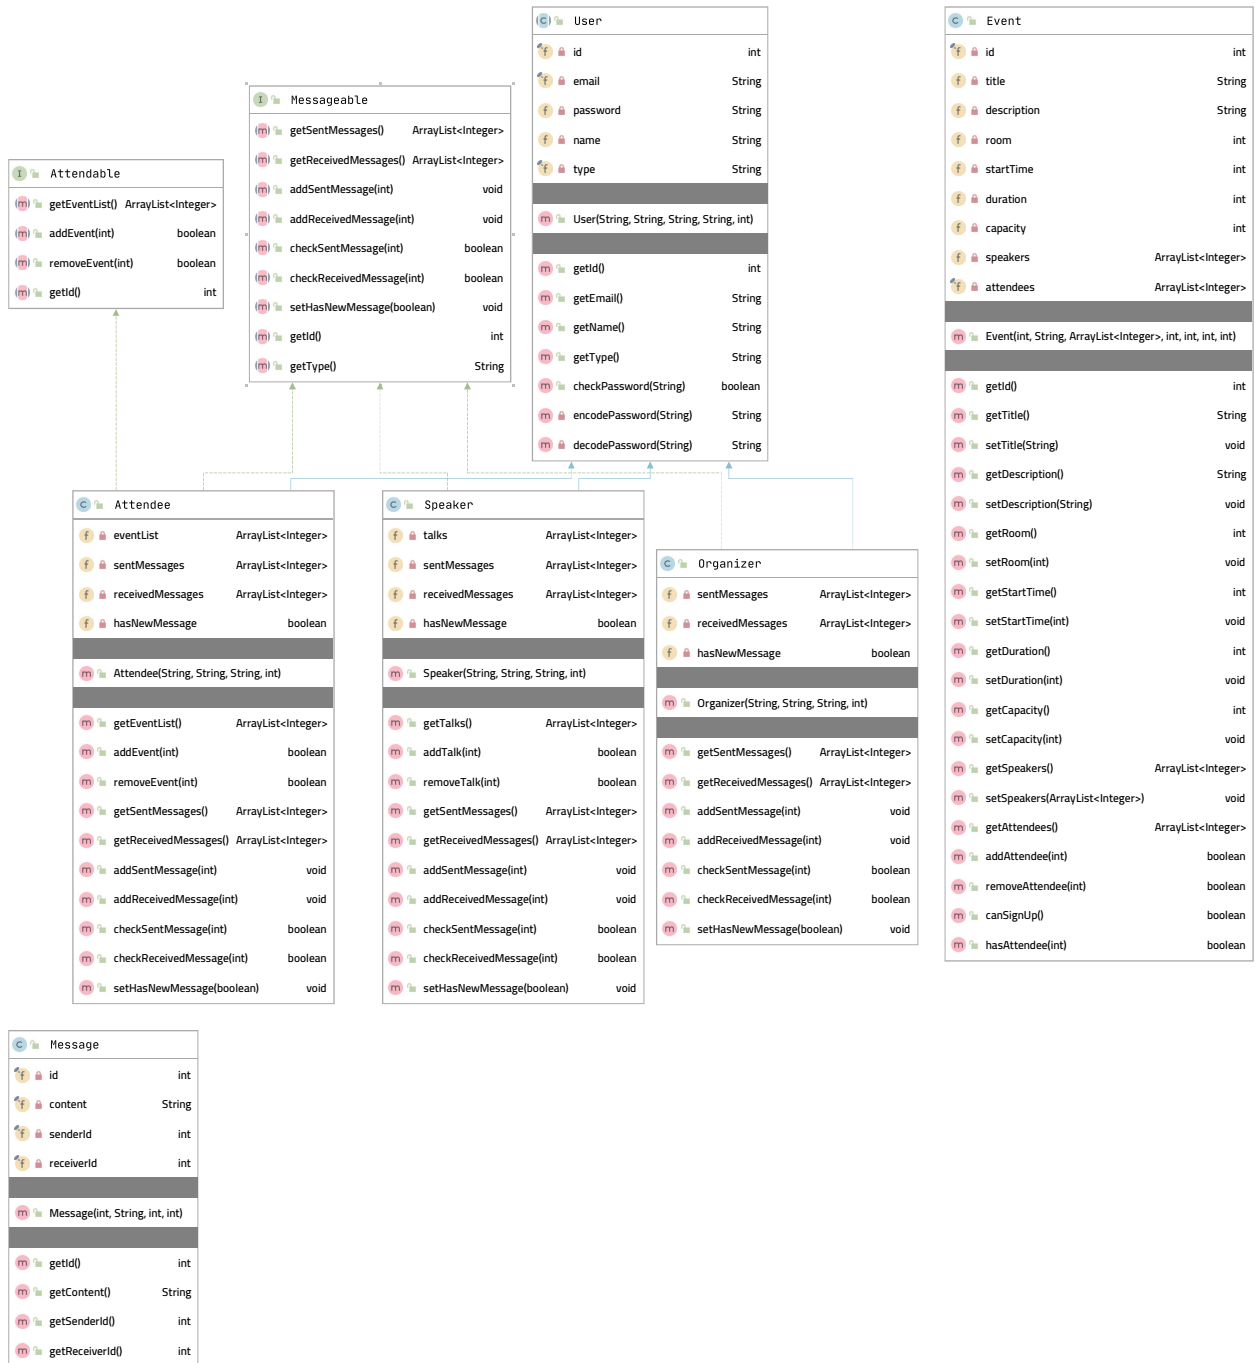 User
id int
email String
password String
name String
type String
User(String, String, String, String, int)
getId() int
getEmail() String
getName() String
getType() String
checkPassword(String) boolean
encodePassword(String) String
decodePassword(String) String
Event
id int
title String
description String
room int
startTime int
duration int
capacity int
speakers ArrayList<Integer>
attendees ArrayList<Integer>
Event(int, String, ArrayList<Integer>, int, int, int, int)
getId() int
getTitle() String
setTitle(String) void
getDescription() String
setDescription(String) void
getRoom() int
setRoom(int) void
getStartTime() int
setStartTime(int) void
getDuration() int
setDuration(int) void
getCapacity() int
setCapacity(int) void
getSpeakers() ArrayList<Integer>
setSpeakers(ArrayList<Integer>) void
getAttendees() ArrayList<Integer>
addAttendee(int) boolean
removeAttendee(int) boolean
canSignUp() boolean
hasAttendee(int) boolean
Messageable
getSentMessages() ArrayList<Integer>
getReceivedMessages() ArrayList<Integer>
addSentMessage(int) void
addReceivedMessage(int) void
checkSentMessage(int) boolean
checkReceivedMessage(int) boolean
setHasNewMessage(boolean) void
getId() int
getType() String
Attendable
getEventList() ArrayList<Integer>
addEvent(int) boolean
removeEvent(int) boolean
getId() int
Attendee
eventList ArrayList<Integer>
sentMessages ArrayList<Integer>
receivedMessages ArrayList<Integer>
hasNewMessage boolean
Attendee(String, String, String, int)
getEventList() ArrayList<Integer>
addEvent(int) boolean
removeEvent(int) boolean
getSentMessages() ArrayList<Integer>
getReceivedMessages() ArrayList<Integer>
addSentMessage(int) void
addReceivedMessage(int) void
checkSentMessage(int) boolean
checkReceivedMessage(int) boolean
setHasNewMessage(boolean) void
Speaker
talks ArrayList<Integer>
sentMessages ArrayList<Integer>
receivedMessages ArrayList<Integer>
hasNewMessage boolean
Speaker(String, String, String, int)
getTalks() ArrayList<Integer>
addTalk(int) boolean
removeTalk(int) boolean
getSentMessages() ArrayList<Integer>
getReceivedMessages() ArrayList<Integer>
addSentMessage(int) void
addReceivedMessage(int) void
checkSentMessage(int) boolean
checkReceivedMessage(int) boolean
setHasNewMessage(boolean) void
Organizer
sentMessages ArrayList<Integer>
receivedMessages ArrayList<Integer>
hasNewMessage boolean
Organizer(String, String, String, int)
getSentMessages() ArrayList<Integer>
getReceivedMessages() ArrayList<Integer>
addSentMessage(int) void
addReceivedMessage(int) void
checkSentMessage(int) boolean
checkReceivedMessage(int) boolean
setHasNewMessage(boolean) void
Message
id int
content String
senderId int
receiverId int
Message(int, String, int, int)
getId() int
getContent() String
getSenderId() int
getReceiverId() int